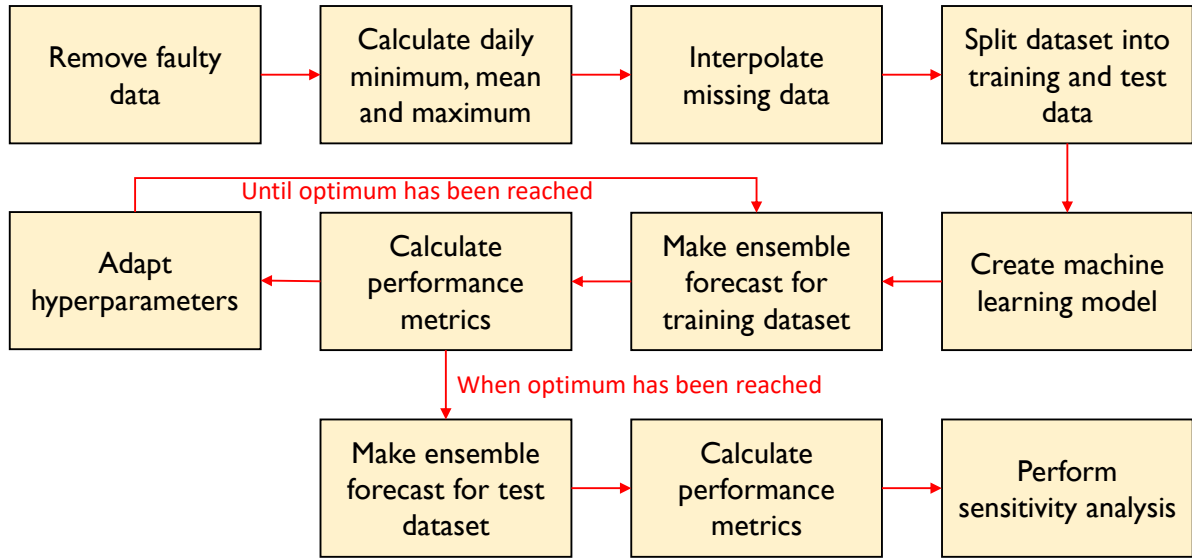 Remove faulty
data
Calculate daily
minimum, mean
and maximum
Interpolate
missing data
Split dataset into
training and test
data
Until optimum has been reached
Adapt
hyperparameters
Calculate
performance
metrics
Make ensemble
forecast for
training dataset
Create machine
learning model
When optimum has been reached
Make ensemble
forecast for test
dataset
Calculate
performance
metrics
Perform
sensitivity analysis